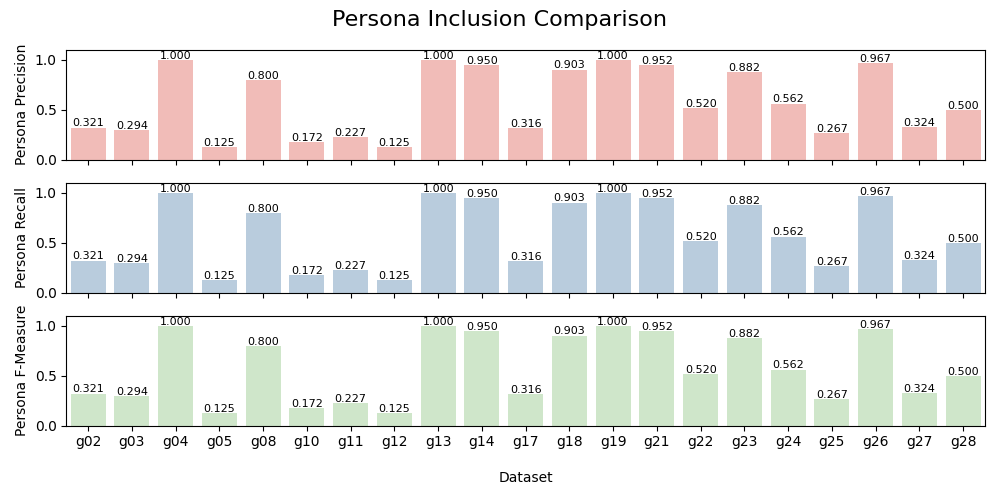 Persona Inclusion Comparison
Persona Precision
1.0
0.5
0.0
0.321 0.294 1.000 0.125 0.800 0.172 0.227 0.125 1.000 0.950 0.316 0.903 1.000 0.952 0.520 0.882 0.562 0.267 0.967 0.324 0.500
Persona Recall
1.0
0.5
0.0
0.321 0.294 1.000 0.125 0.800 0.172 0.227 0.125 1.000 0.950 0.316 0.903 1.000 0.952 0.520 0.882 0.562 0.267 0.967 0.324 0.500
Persona F-Measure
1.0
0.5
0.0
0.321 0.294 1.000 0.125 0.800 0.172 0.227 0.125 1.000 0.950 0.316 0.903 1.000 0.952 0.520 0.882 0.562 0.267 0.967 0.324 0.500
g02 g03 g04 g05 g08 g10 g11 g12 g13 g14 g17 g18 g19 g21 g22 g23 g24 g25 g26 g27 g28
Dataset